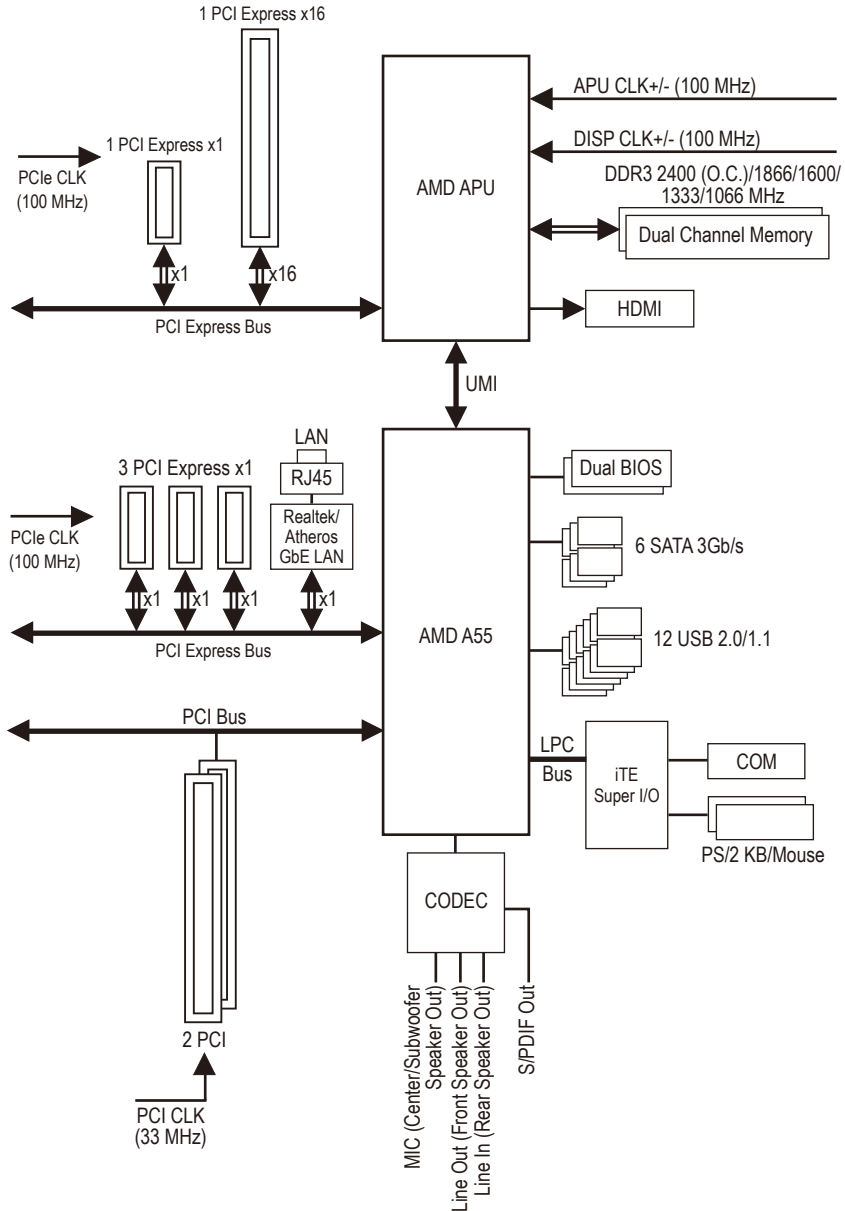 1 PCI Express x16
APU CLK+/- (100 MHz)
1 PCI Express x1
DISP CLK+/- (100 MHz)
PCIe CLK
(100 MHz)
AMD APU
DDR3 2400 (O.C.)/1866/1600/
1333/1066 MHz
Dual Channel Memory
x1
x16
PCI Express Bus
HDMI
UMI
LAN
RJ45
3 PCI Express x1
Realtek/
Atheros
GbE LAN
PCIe CLK
(100 MHz)
x1
x1
x1
x1
PCI Express Bus
AMD A55
Dual BIOS
6 SATA 3Gb/s
12 USB 2.0/1.1
PCI Bus
LPC
Bus
iTE
Super I/O
COM
PS/2 KB/Mouse
CODEC
2 PCI
PCI CLK
(33 MHz)
MIC (Center/Subwoofer
Speaker Out)
Line Out (Front Speaker Out)
Line In (Rear Speaker Out)
S/PDIF Out